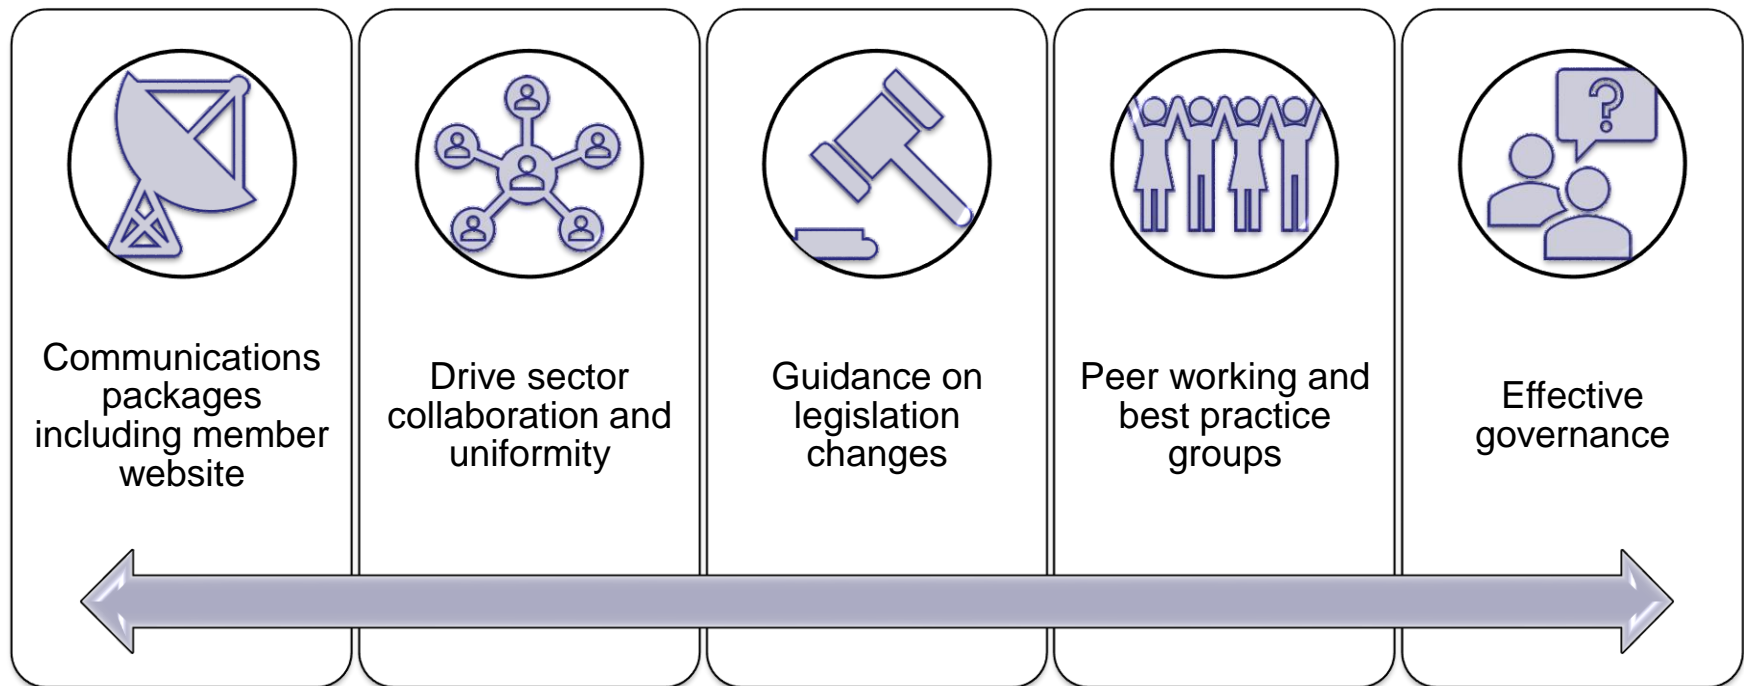 Communications
packages
including member
website
Drive sector
collaboration and
uniformity
Guidance on
legislation
changes
Peer working and
best practice
groups
Effective
governance
?